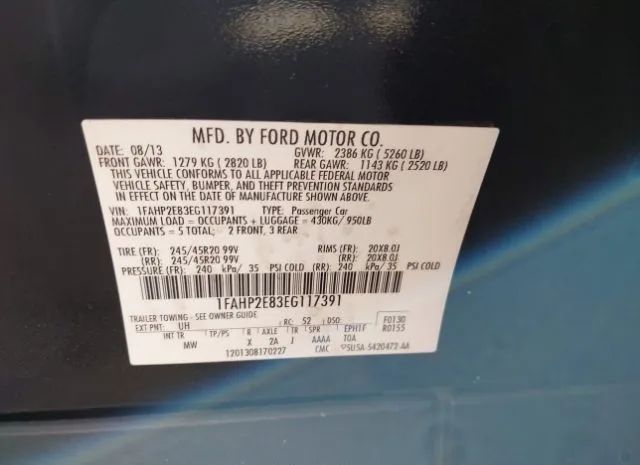 MFD. BY FORD MOTOR CO.
DATE: 08/13 GVWR: 2386 KG ( 5260 LB)
FRONT GAWR: 1279 KG ( 2820 LB) REAR GAWR: 1143 KG ( 2520 LB)
THIS VEHICLE CONFORMS TO ALL APPLICABLE FEDERAL MOTOR
VEHICLE SAFETY, BUMPER, AND THEFT PREVENTION STANDARDS
IN EFFECT ON THE DATE OF MANUFACTURE SHOWN ABOVE.
VIN: 1FAHP2E83EG117391 TYPE: Passenger Car
MAXIMUM LOAD = OCCUPANTS + LUGGAGE = 430KG/ 950LB
OCCUPANTS = 5 TOTAL: 2 FRONT, 3 REAR
TIRE (FR): 245/45R20 99V RIMS (FR): 20X8.0J
(RR): 245/45R20 99V (RR): 20X8.0J
PRESSURE (FR): 240 kPa/ 35 PSI COLD (RR): 240 kPa/ 35 PSI COLD
1FAHP2E83EG117391
TRAILER TOWING - SEE OWNER GUIDE
EXT PNT: UH RC: 52 DSO: F0130
INT TR TP/PS R AXLE TR SPR EPHIF R0155
MW X 2A J AAAA TOA
1201308170227 CMC 5U5A-5420472-AA